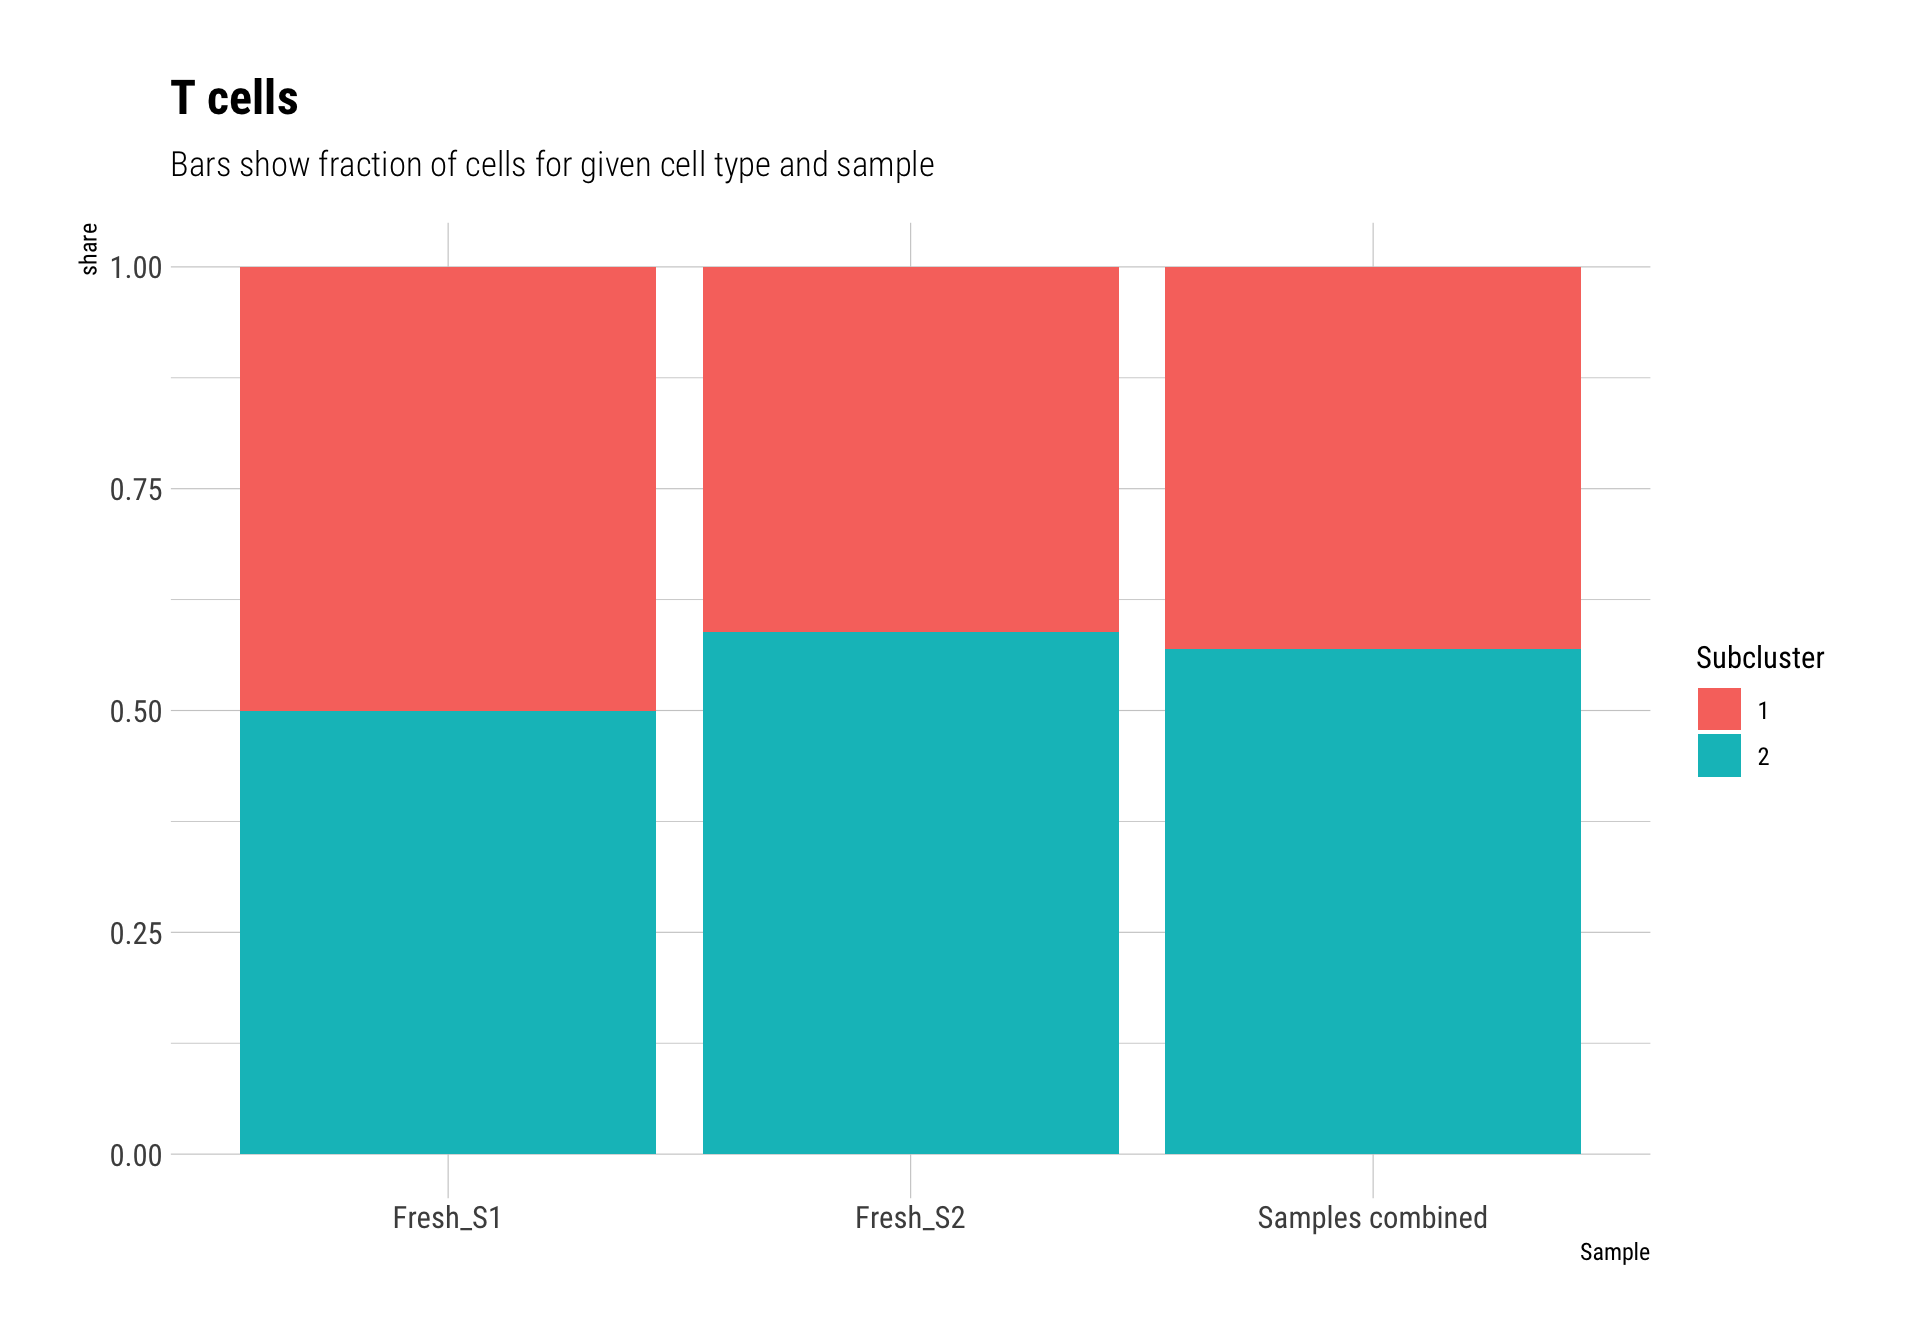 T cells
Bars show fraction of cells for given cell type and sample
share
1.00
0.75
0.50
0.25
0.00
Fresh_S1
Fresh_S2
Samples combined
Sample
Subcluster
1
2